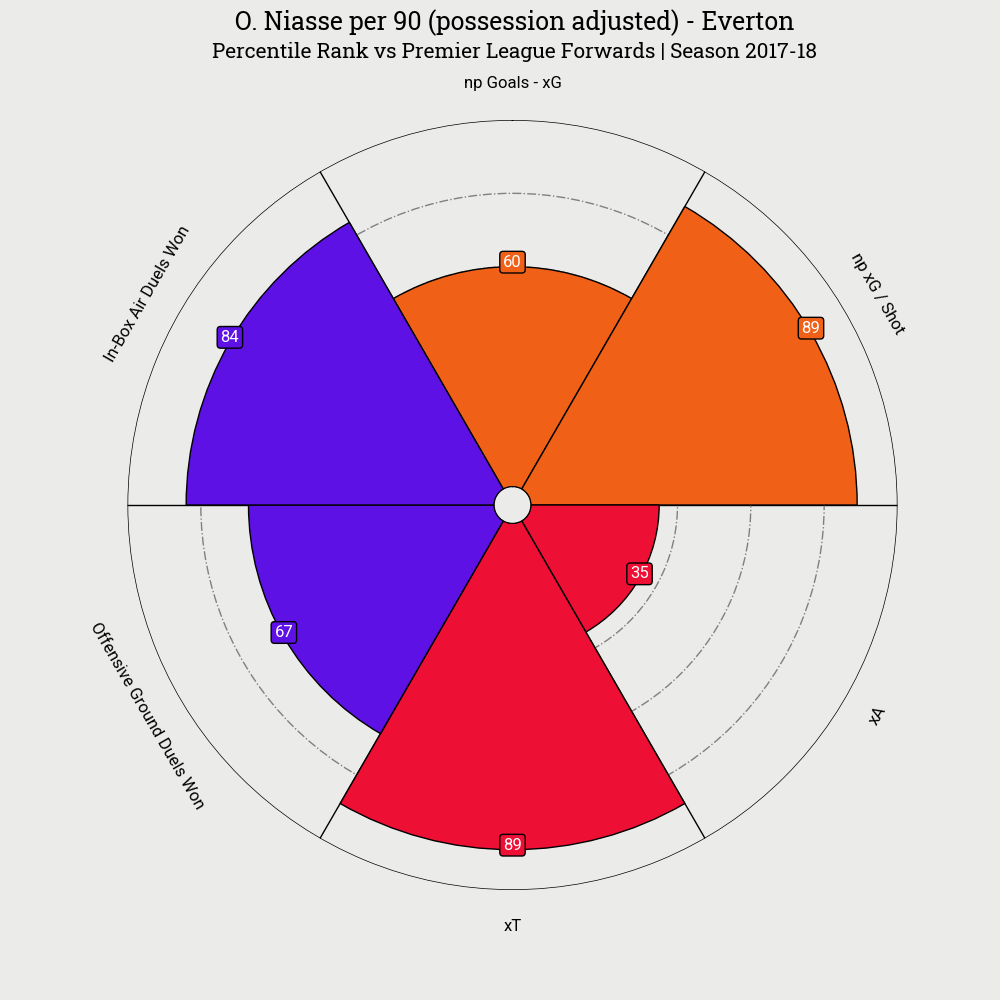 O. Niasse per 90 (possession adjusted) - Everton
Percentile Rank vs Premier League Forwards | Season 2017-18
np Goals - xG
In-Box Air Duels Won
np xG / Shot
60
89
84
35
67
Offensive Ground Duels Won
xA
89
xT